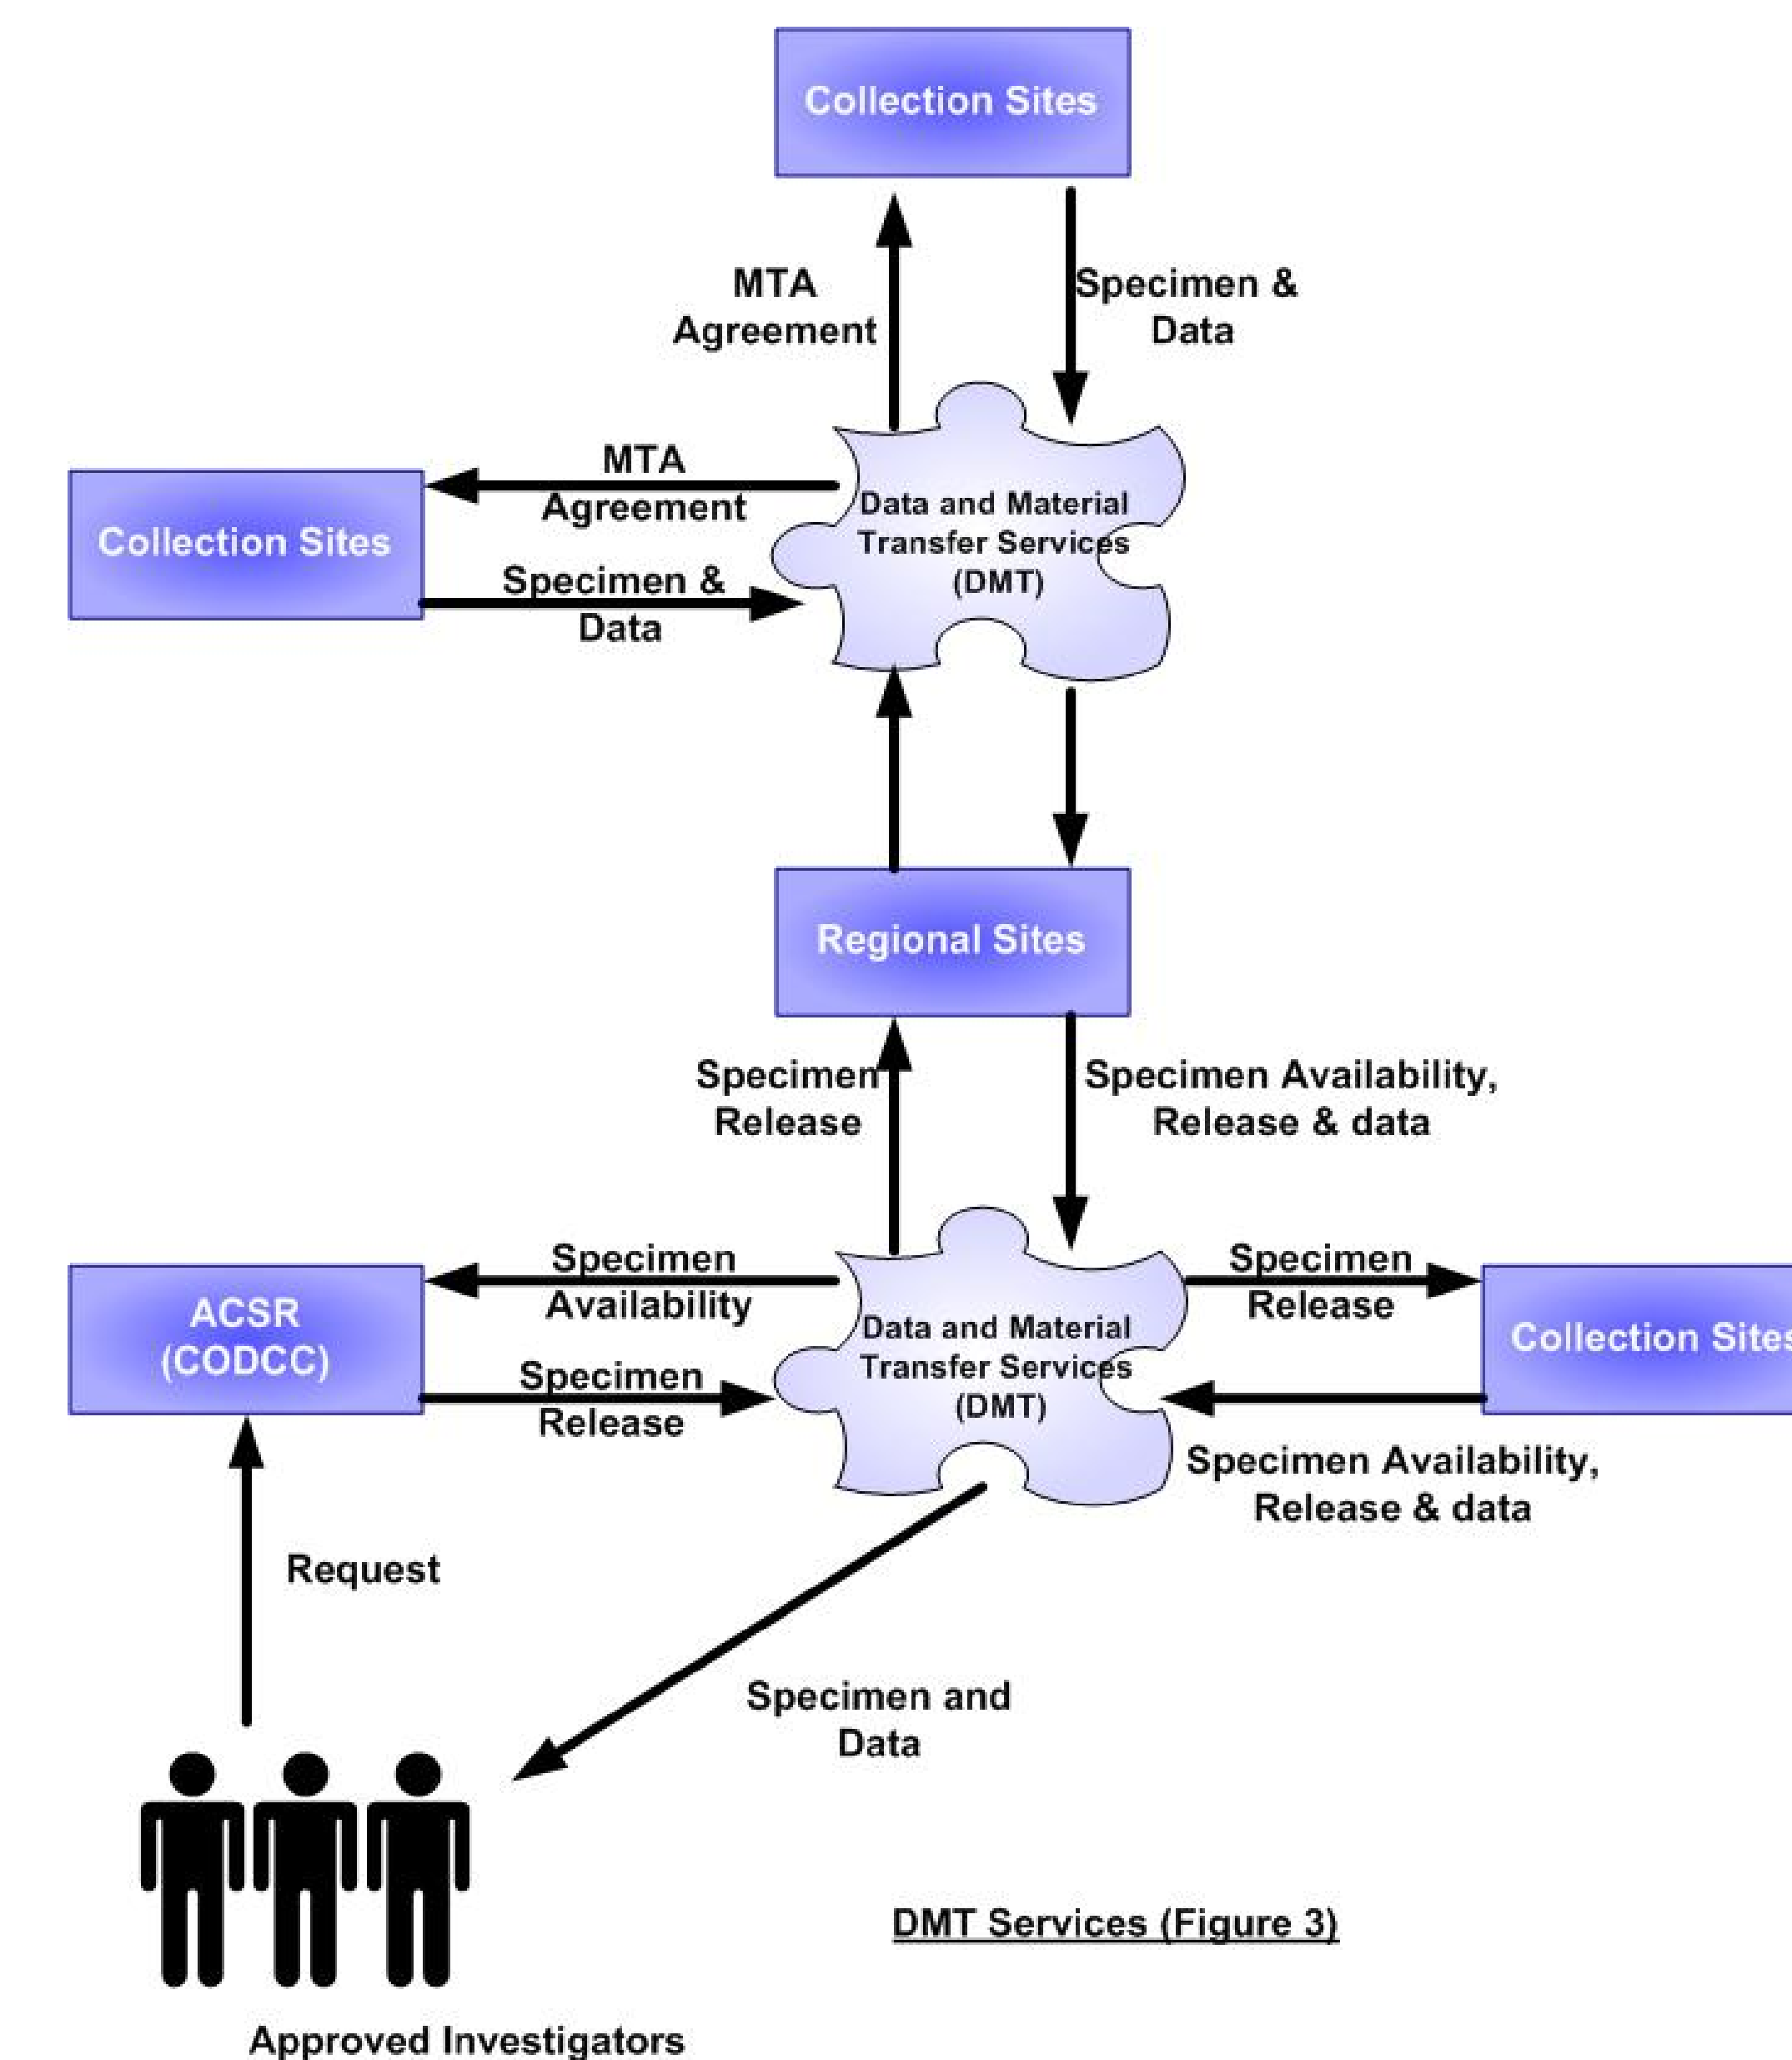 Collection Sites
MTA
Agreement
Specimen &
Data
MTA
Agreement
Collection Sites
Specimen &
Data
Data and Material
Transfer Services
(DMT)
Regional Sites
Specimen
Release
Specimen Availability,
Release & data
Specimen
Availability
ACSR
(CODCC)
Specimen
Release
Data and Material
Transfer Services
(DMT)
Specimen
Release
Collection Sites
Specimen Availability,
Release & data
Request
Specimen and
Data
DMT Services (Figure 3)
Approved Investigators